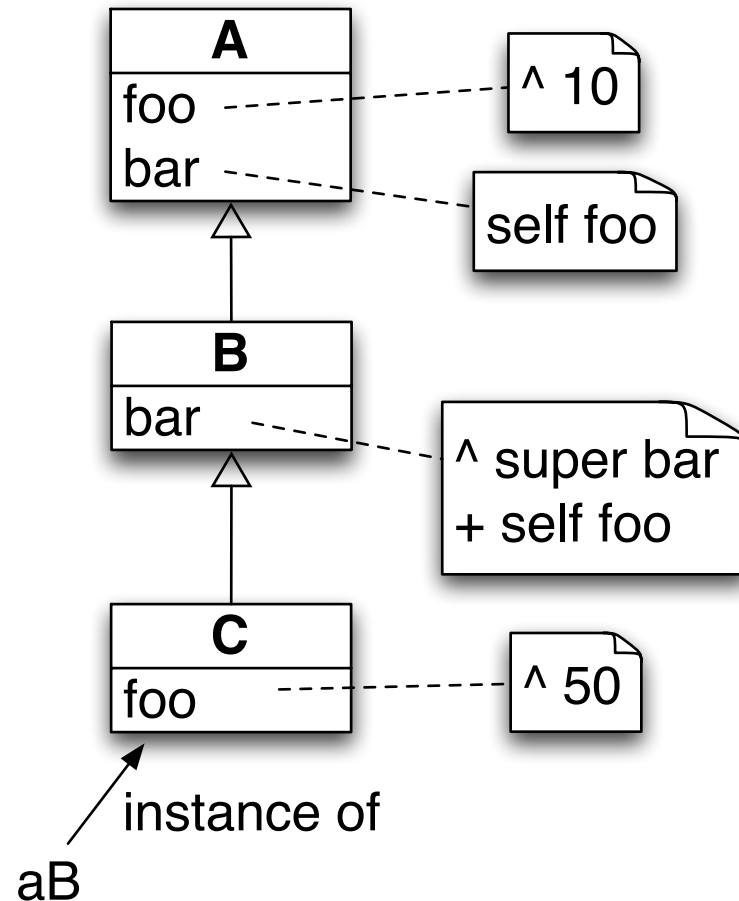 A
foo
bar
^ 10
self foo
B
bar
^ super bar
+ self foo
C
foo
^ 50
instance of
aB